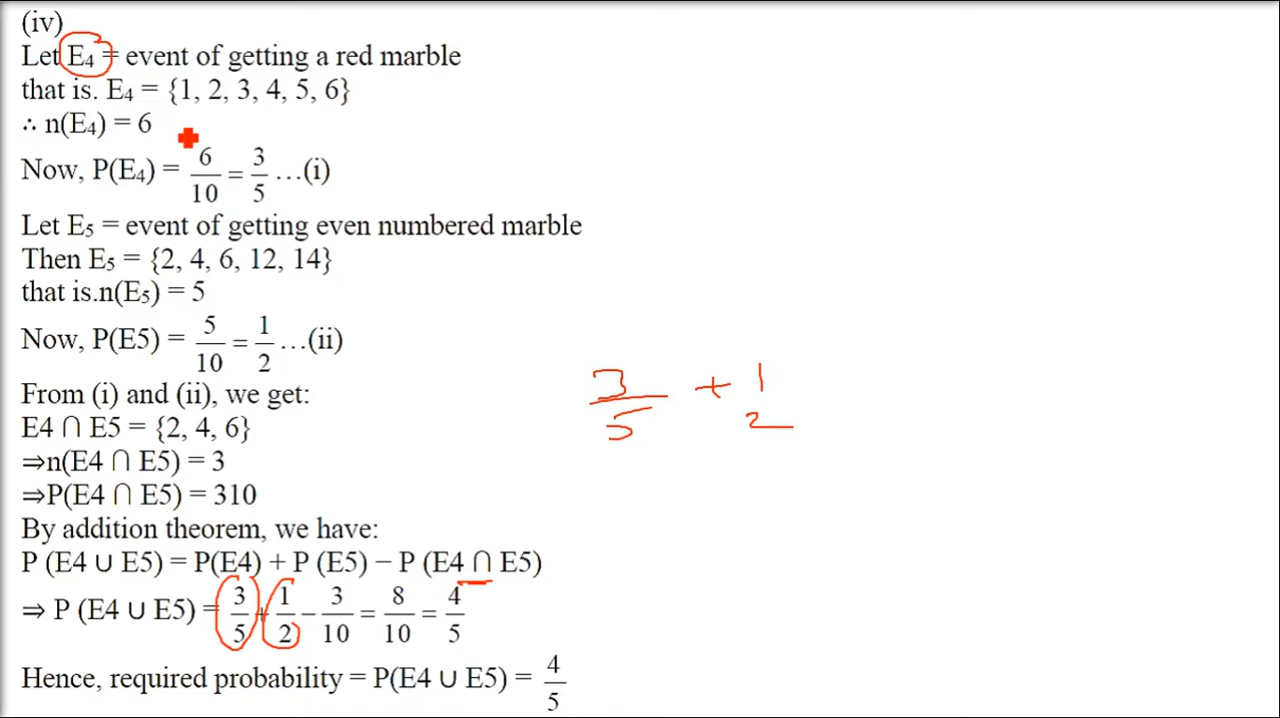 (iv)
Let E₄ = event of getting a red marble
that is. E₄ = {1, 2, 3, 4, 5, 6}
∴ n(E₄) = 6
Now, P(E₄) = 6/10 = 3/5 …(i)
Let E₅ = event of getting even numbered marble
Then E₅ = {2, 4, 6, 12, 14}
that is.n(E₅) = 5
Now, P(E5) = 5/10 = 1/2 …(ii)
From (i) and (ii), we get:
3/5 + 1/2
E4 ∩ E5 = {2, 4, 6}
⇒n(E4 ∩ E5) = 3
⇒P(E4 ∩ E5) = 310
By addition theorem, we have:
P (E4 ∪ E5) = P(E4) + P (E5) − P (E4 ∩ E5)
⇒ P (E4 ∪ E5) = 3/5 + 1/2 − 3/10 = 8/10 = 4/5
Hence, required probability = P(E4 ∪ E5) = 4/5